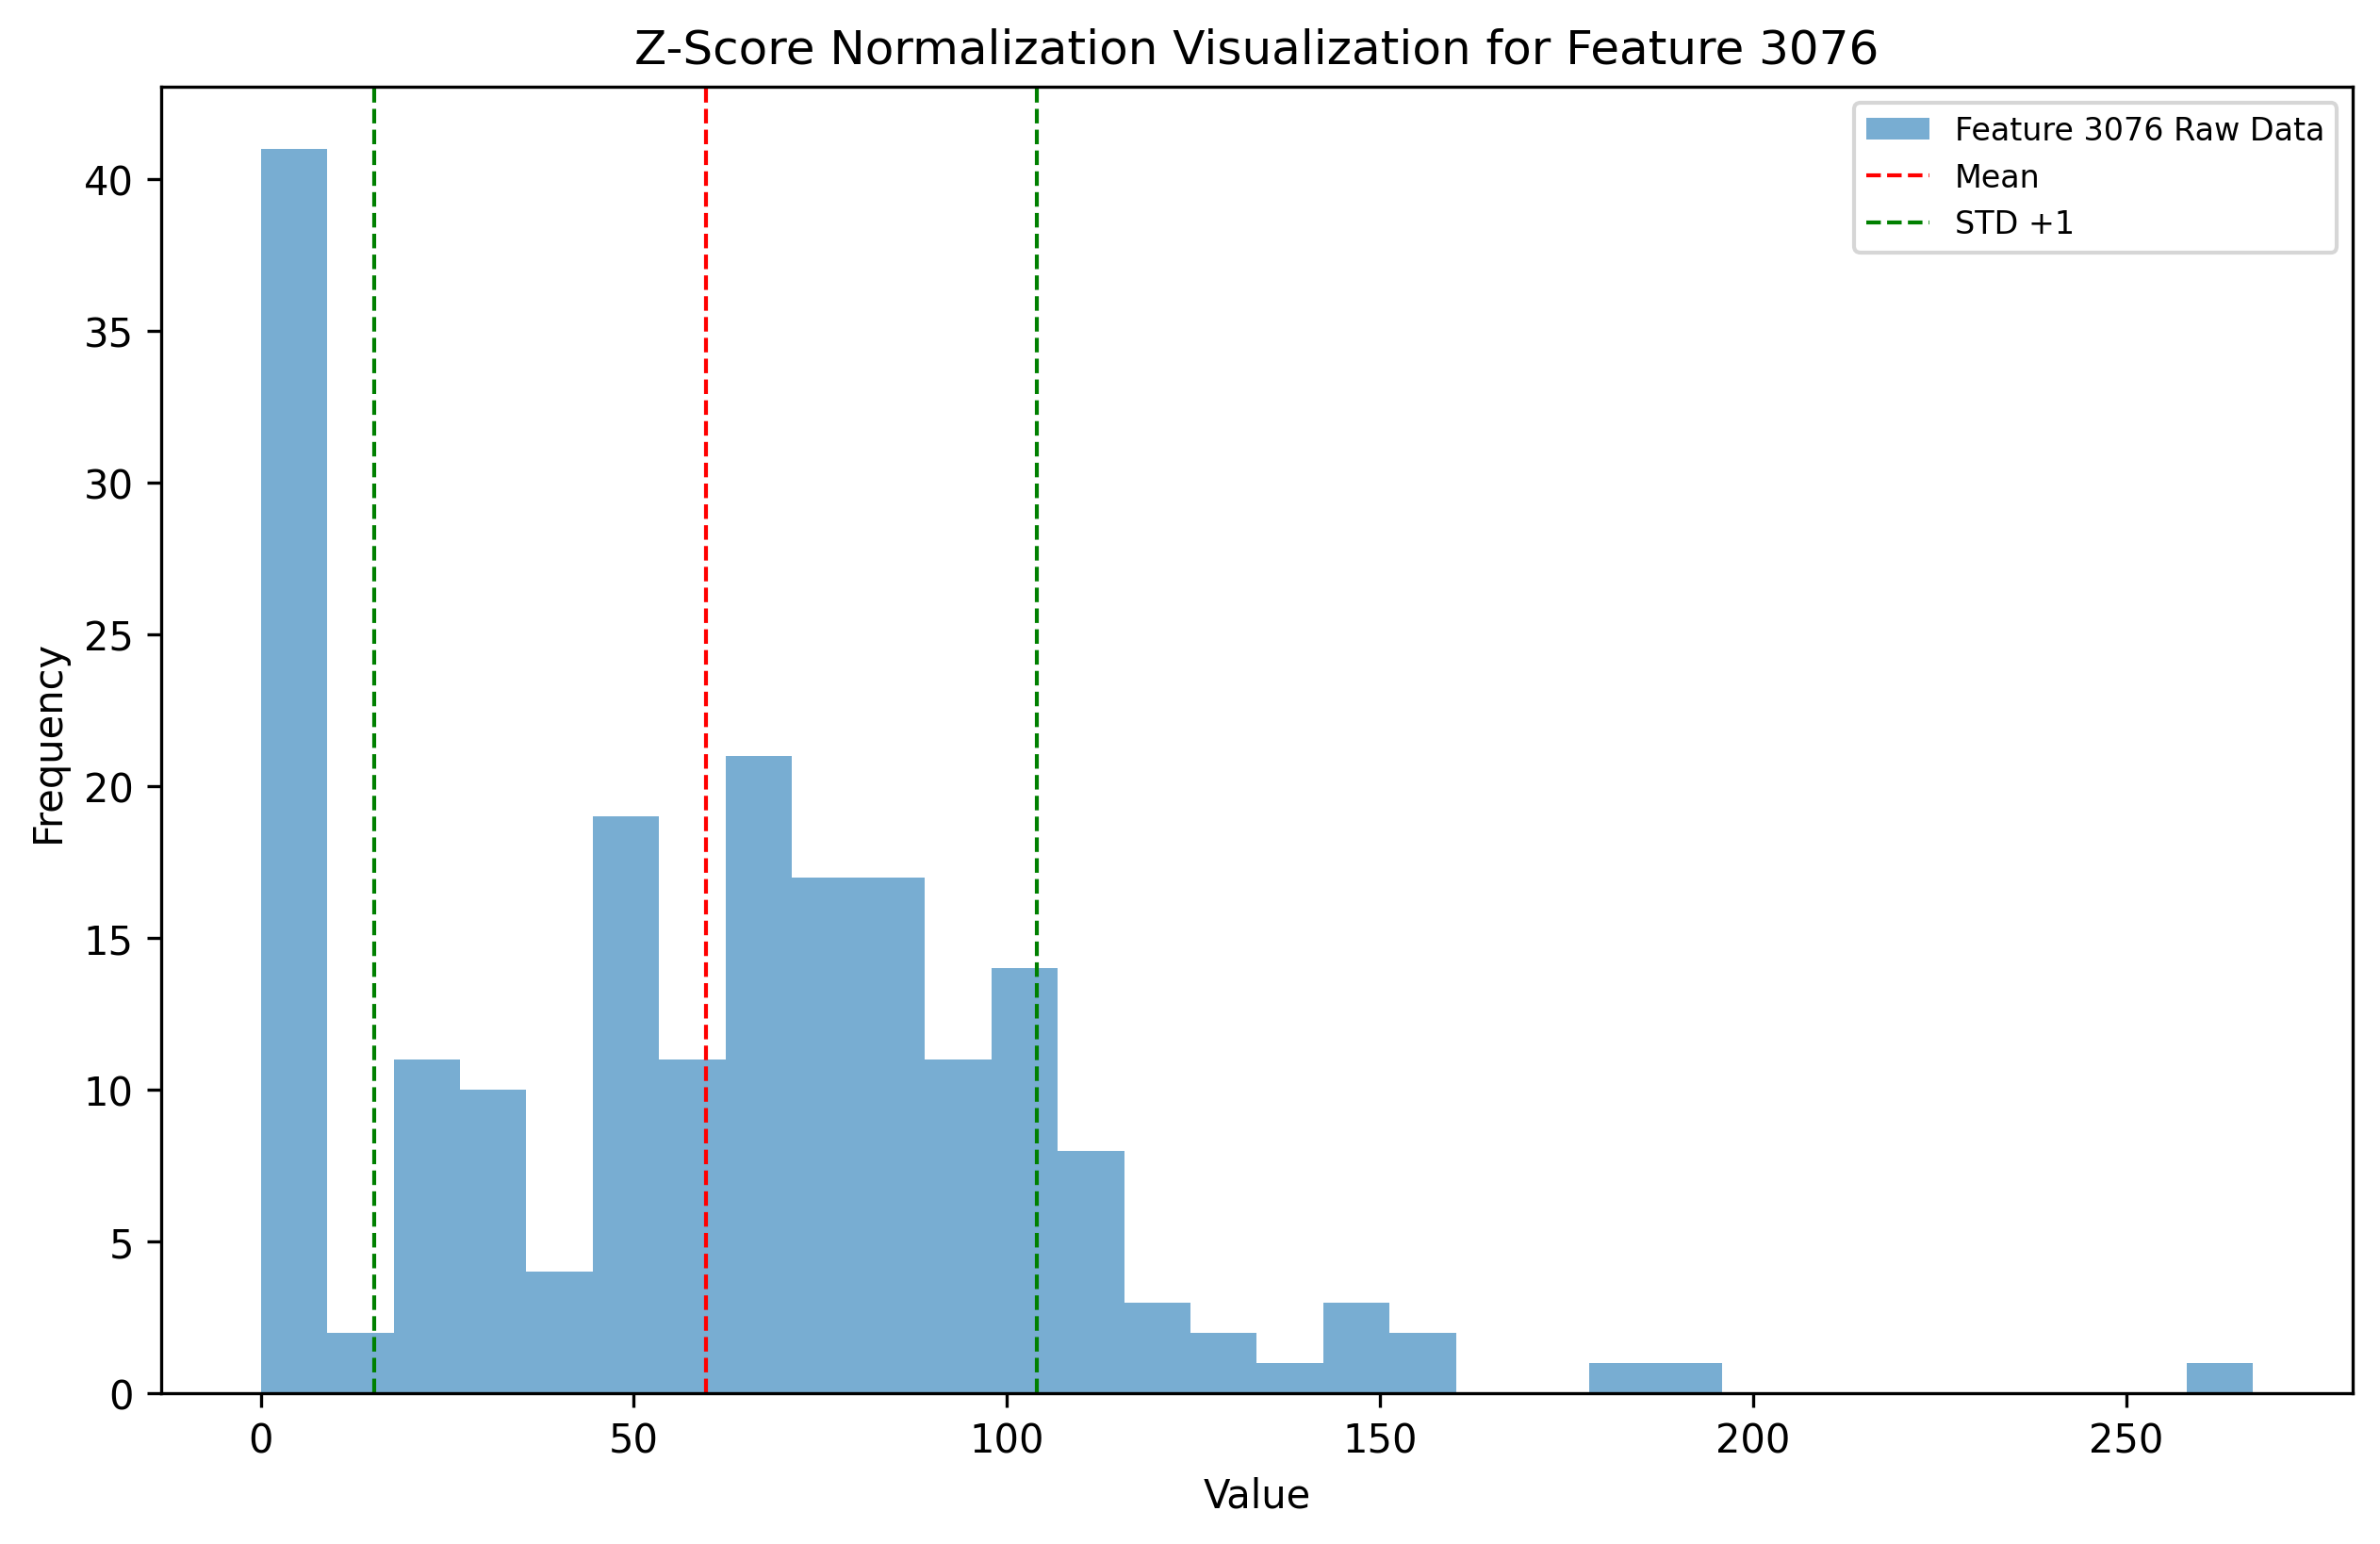 Z-Score Normalization Visualization for Feature 3076
Feature 3076 Raw Data
Mean
STD +1
40
35
30
25
20
15
10
5
0
Frequency
0 50 100 150 200 250
Value